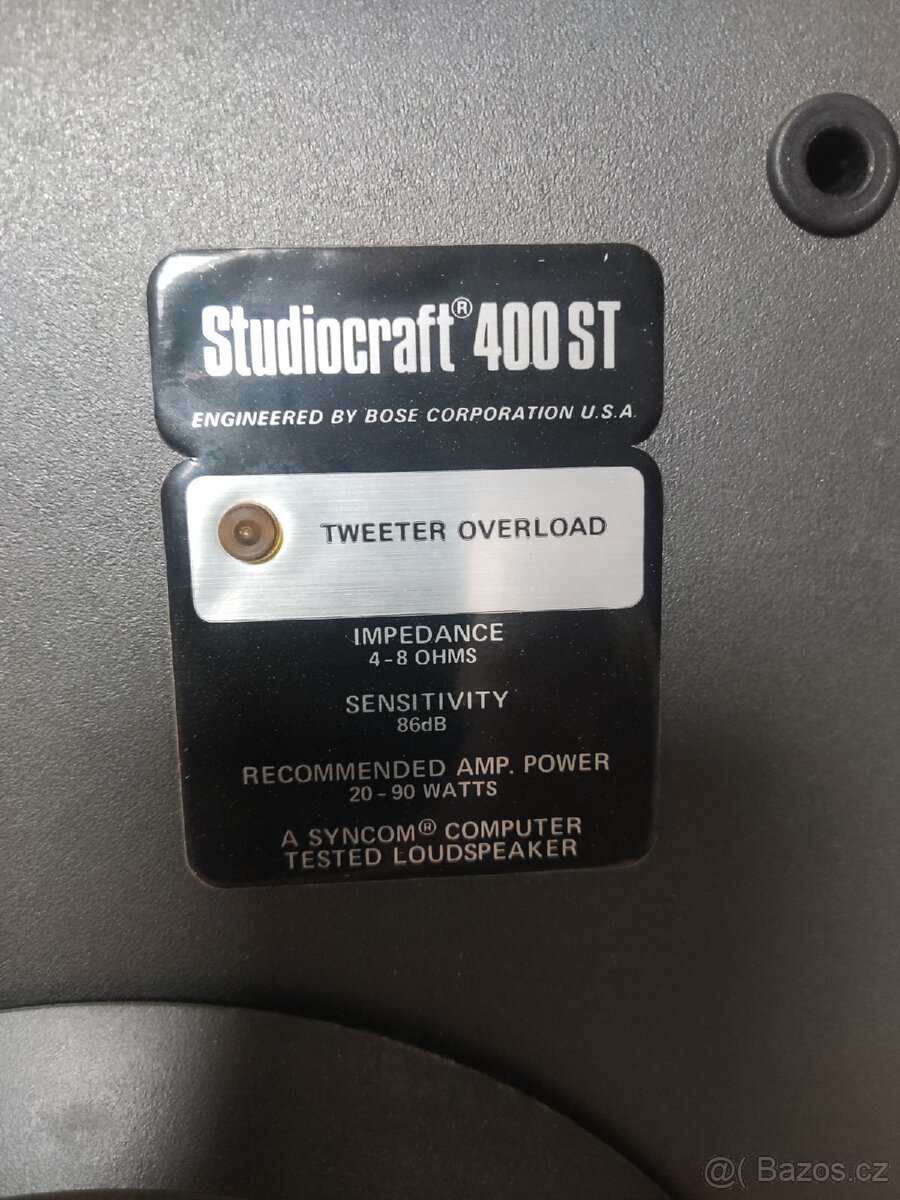 Studiocraft® 400 ST
ENGINEERED BY BOSE CORPORATION U.S.A.
TWEETER OVERLOAD
IMPEDANCE
4-8 OHMS
SENSITIVITY
86dB
RECOMMENDED AMP. POWER
20-90 WATTS
A SYNCOM® COMPUTER
TESTED LOUDSPEAKER
@( Bazos.cz